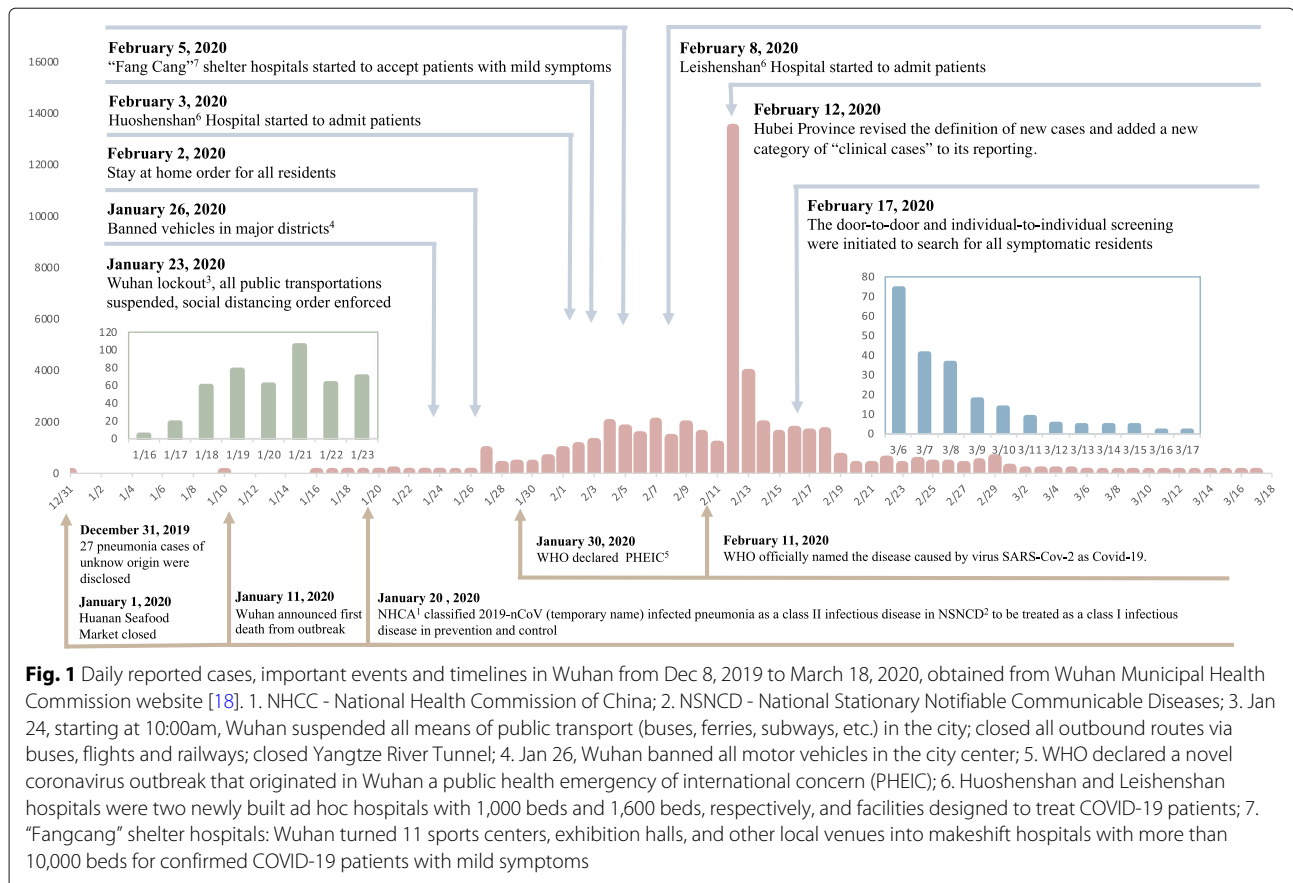 February 5, 2020
“Fang Cang”7 shelter hospitals started to accept patients with mild symptoms
February 3, 2020
Huoshenshan6 Hospital started to admit patients
February 2, 2020
Stay at home order for all residents
January 26, 2020
Banned vehicles in major districts4
January 23, 2020
Wuhan lockout3, all public transportations
suspended, social distancing order enforced
February 8, 2020
Leishenshan6 Hospital started to admit patients
February 12, 2020
Hubei Province revised the definition of new cases and added a new
category of “clinical cases” to its reporting.
February 17, 2020
The door-to-door and individual-to-individual screening
were initiated to search for all symptomatic residents
16000
14000
12000
10000
8000
6000
4000
2000
0
120
100
80
60
40
20
0
1/16 1/17 1/18 1/19 1/20 1/21 1/22 1/23
80
70
60
50
40
30
20
10
0
3/6 3/7 3/8 3/9 3/10 3/11 3/12 3/13 3/14 3/15 3/16 3/17
12/31 1/2 1/4 1/6 1/8 1/10 1/12 1/14 1/16 1/18 1/20 1/22 1/24 1/26 1/28 1/30 2/1 2/3 2/5 2/7 2/9 2/11 2/13 2/15 2/17 2/19 2/21 2/23 2/25 2/27 2/29 3/2 3/4 3/6 3/8 3/10 3/12 3/14 3/16 3/18
December 31, 2019
27 pneumonia cases of
unknow origin were
disclosed
January 1, 2020
Huanan Seafood
Market closed
January 11, 2020
Wuhan announced first
death from outbreak
January 20 , 2020
NHCA1 classified 2019-nCoV (temporary name) infected pneumonia as a class II infectious disease in NSNCD2 to be treated as a class I infectious
disease in prevention and control
January 30, 2020
WHO declared PHEIC5
February 11, 2020
WHO officially named the disease caused by virus SARS-Cov-2 as Covid-19.
Fig. 1 Daily reported cases, important events and timelines in Wuhan from Dec 8, 2019 to March 18, 2020, obtained from Wuhan Municipal Health
Commission website [18]. 1. NHCC - National Health Commission of China; 2. NSNCD - National Stationary Notifiable Communicable Diseases; 3. Jan
24, starting at 10:00am, Wuhan suspended all means of public transport (buses, ferries, subways, etc.) in the city; closed all outbound routes via
buses, flights and railways; closed Yangtze River Tunnel; 4. Jan 26, Wuhan banned all motor vehicles in the city center; 5. WHO declared a novel
coronavirus outbreak that originated in Wuhan a public health emergency of international concern (PHEIC); 6. Huoshenshan and Leishenshan
hospitals were two newly built ad hoc hospitals with 1,000 beds and 1,600 beds, respectively, and facilities designed to treat COVID-19 patients; 7.
“Fangcang” shelter hospitals: Wuhan turned 11 sports centers, exhibition halls, and other local venues into makeshift hospitals with more than
10,000 beds for confirmed COVID-19 patients with mild symptoms